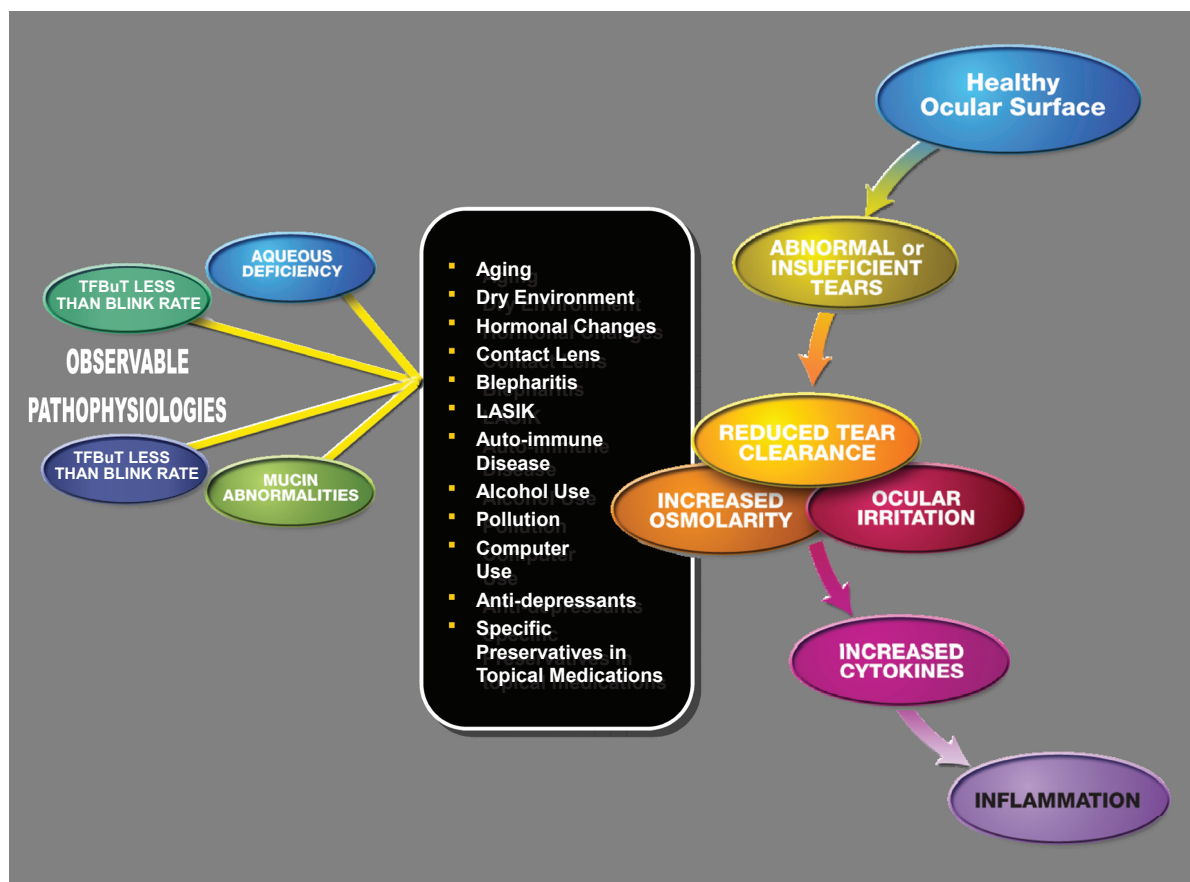 Healthy
Ocular Surface
ABNORMAL or
INSUFFICIENT
TEARS
REDUCED TEAR
CLEARANCE
INCREASED
OSMOLARITY
OCULAR
IRRITATION
INCREASED
CYTOKINES
INFLAMMATION
AQUEOUS
DEFICIENCY
TFBuT LESS
THAN BLINK RATE
OBSERVABLE
PATHOPHYSIOLOGIES
TFBuT LESS
THAN BLINK RATE
MUCIN
ABNORMALITIES
▪ Aging
▪ Dry Environment
▪ Hormonal Changes
▪ Contact Lens
▪ Blepharitis
▪ LASIK
▪ Auto-immune
Disease
▪ Alcohol Use
▪ Pollution
▪ Computer
Use
▪ Anti-depressants
▪ Specific
Preservatives in
Topical Medications